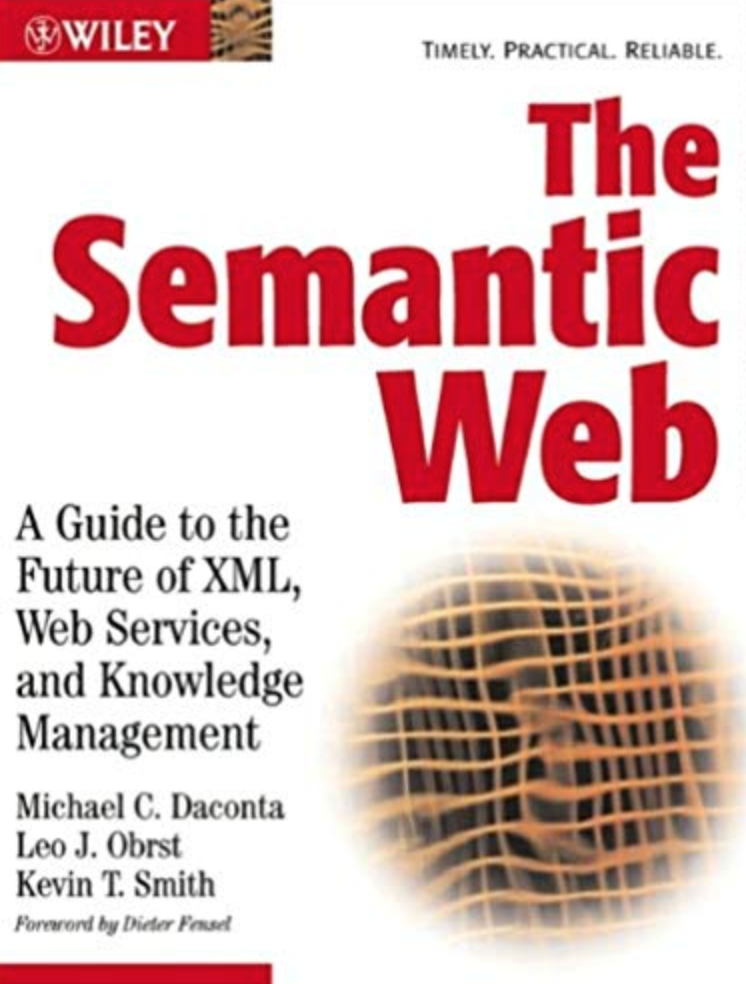 WILEY
TIMELY. PRACTICAL. RELIABLE.
The
Semantic
Web
A Guide to the
Future of XML,
Web Services,
and Knowledge
Management
Michael C. Daconta
Leo J. Obrst
Kevin T. Smith
Foreword by Dieter Fensel